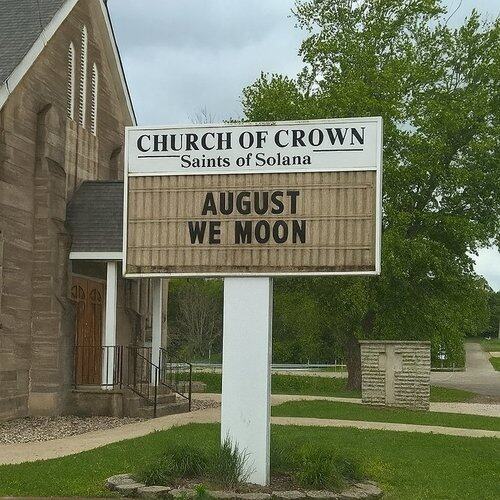 CHURCH OF CROWN
Saints of Solana
AUGUST
WE MOON